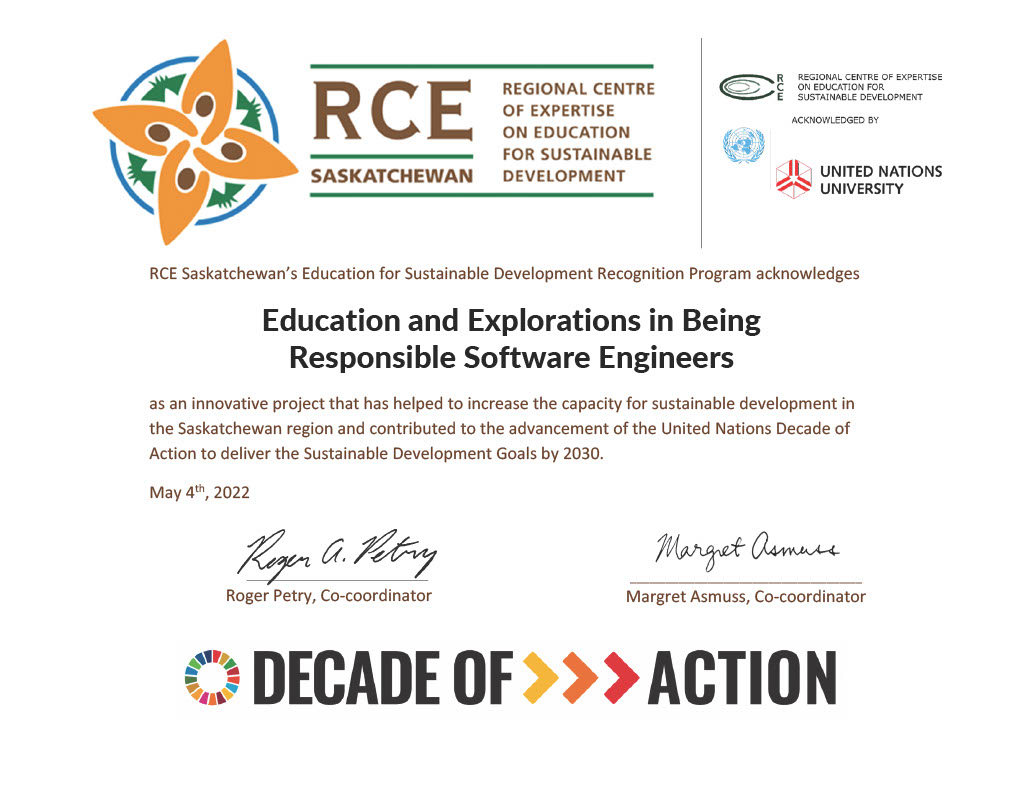 RCE
SASKATCHEWAN
REGIONAL CENTRE
OF EXPERTISE
ON EDUCATION
FOR SUSTAINABLE
DEVELOPMENT
RCE
REGIONAL CENTRE OF EXPERTISE
ON EDUCATION FOR
SUSTAINABLE DEVELOPMENT
ACKNOWLEDGED BY
UNITED NATIONS
UNIVERSITY
RCE Saskatchewan’s Education for Sustainable Development Recognition Program acknowledges
Education and Explorations in Being
Responsible Software Engineers
as an innovative project that has helped to increase the capacity for sustainable development in
the Saskatchewan region and contributed to the advancement of the United Nations Decade of
Action to deliver the Sustainable Development Goals by 2030.
May 4th, 2022
Roger A. Petry
Margret Asmuss
Roger Petry, Co-coordinator
Margret Asmuss, Co-coordinator
DECADE OF ACTION